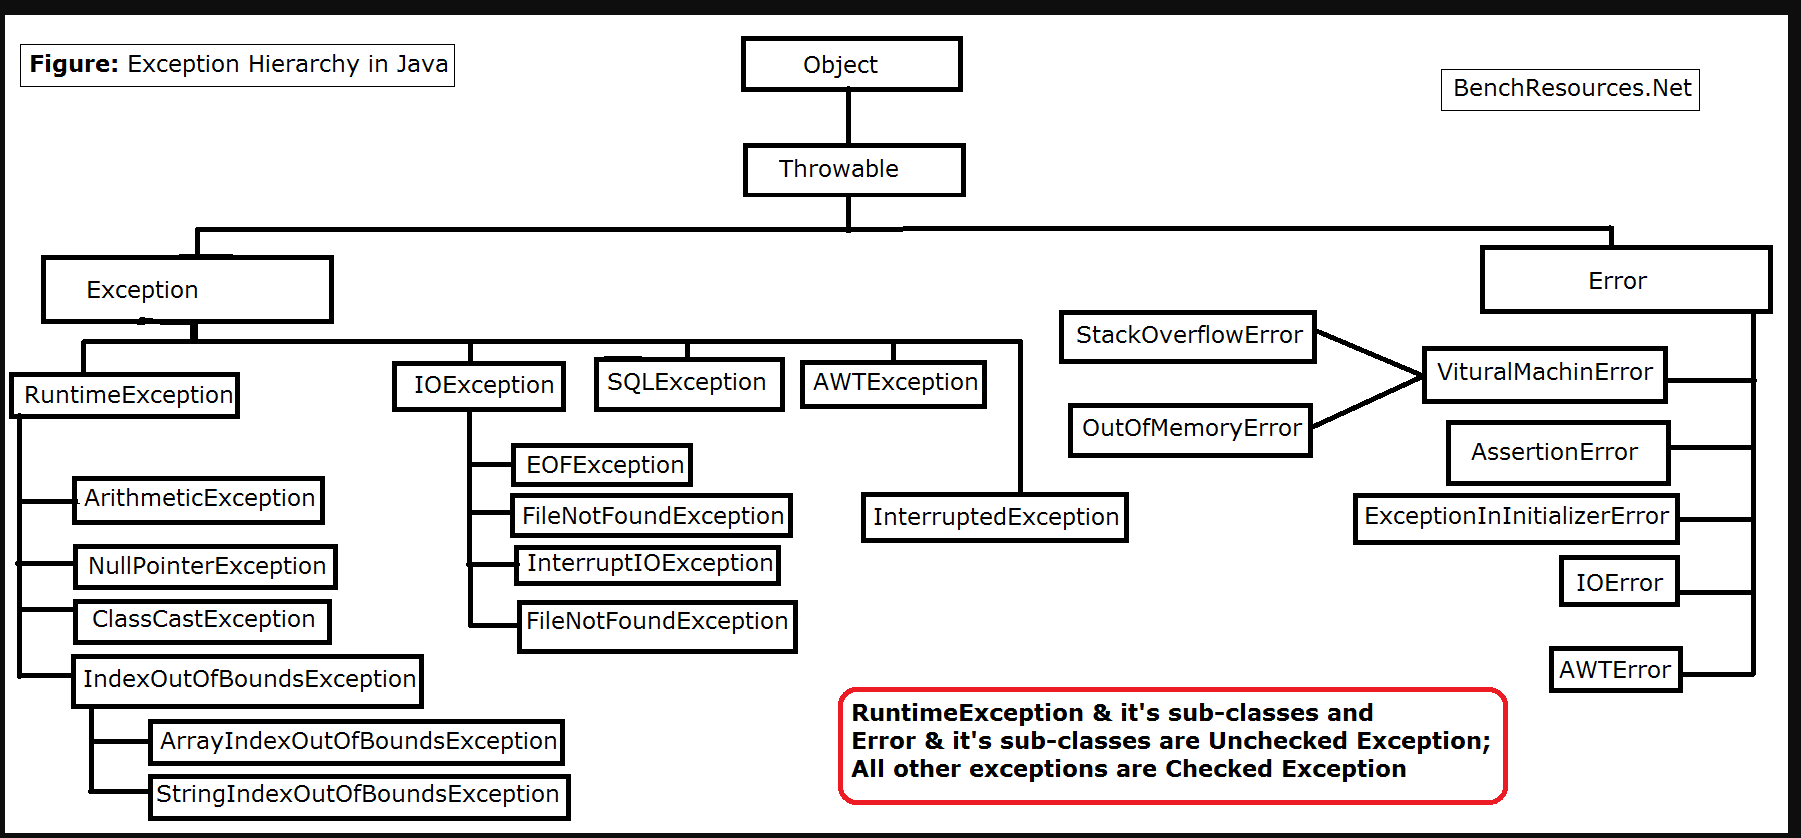 Figure: Exception Hierarchy in Java
Object
BenchResources.Net
Throwable
Exception
Error
StackOverflowError
VituralMachinError
RuntimeException
IOException
SQLException
AWTException
OutOfMemoryError
AssertionError
EOFException
ArithmeticException
FileNotFoundException
InterruptedException
ExceptionInInitializerError
NullPointerException
InterruptIOException
IOError
ClassCastException
FileNotFoundException
IndexOutOfBoundsException
AWTError
RuntimeException & it's sub-classes and
Error & it's sub-classes are Unchecked Exception;
All other exceptions are Checked Exception
ArrayIndexOutOfBoundsException
StringIndexOutOfBoundsException